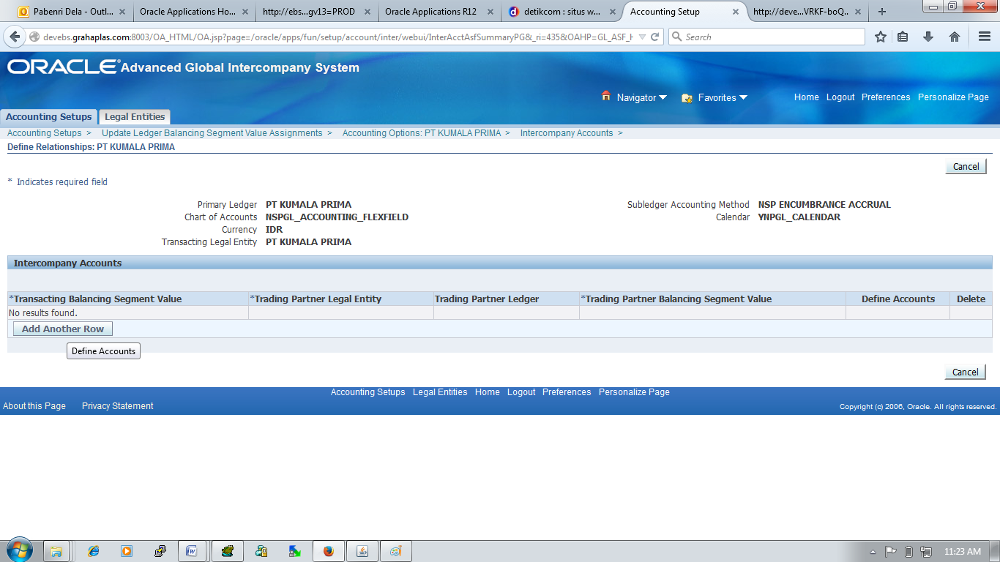 Pabenri Dela - Outl... Oracle Applications Ho... http://ebs...gv13=PROD Oracle Applications R12 detikcom : situs w... Accounting Setup http://deve...VRKF-boQ...
devebs.grahaplas.com:8003/OA_HTML/OA.jsp?page=/oracle/apps/fun/setup/account/inter/webui/InterAcctAsfSummaryPG&_ri=435&OAHP=GL_ASF_H Search
ORACLE® Advanced Global Intercompany System
Navigator Favorites Home Logout Preferences Personalize Page
Accounting Setups Legal Entities
Accounting Setups > Update Ledger Balancing Segment Value Assignments > Accounting Options: PT KUMALA PRIMA > Intercompany Accounts >
Define Relationships: PT KUMALA PRIMA
Cancel
* Indicates required field
Primary Ledger PT KUMALA PRIMA Subledger Accounting Method NSP ENCUMBRANCE ACCRUAL
Chart of Accounts NSPGL_ACCOUNTING_FLEXFIELD Calendar YNPGL_CALENDAR
Currency IDR
Transacting Legal Entity PT KUMALA PRIMA
Intercompany Accounts
*Transacting Balancing Segment Value *Trading Partner Legal Entity Trading Partner Ledger *Trading Partner Balancing Segment Value Define Accounts Delete
No results found.
Add Another Row
Define Accounts
Cancel
Accounting Setups Legal Entities Home Logout Preferences Personalize Page
About this Page Privacy Statement Copyright (c) 2006, Oracle. All rights reserved.
11:23 AM